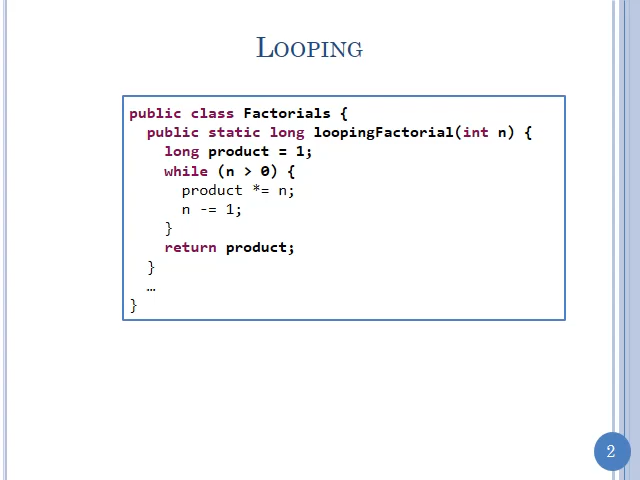 LOOPING
public class Factorials {
  public static long loopingFactorial(int n) {
    long product = 1;
    while (n > 0) {
      product *= n;
      n -= 1;
    }
    return product;
  }
  …
}
2